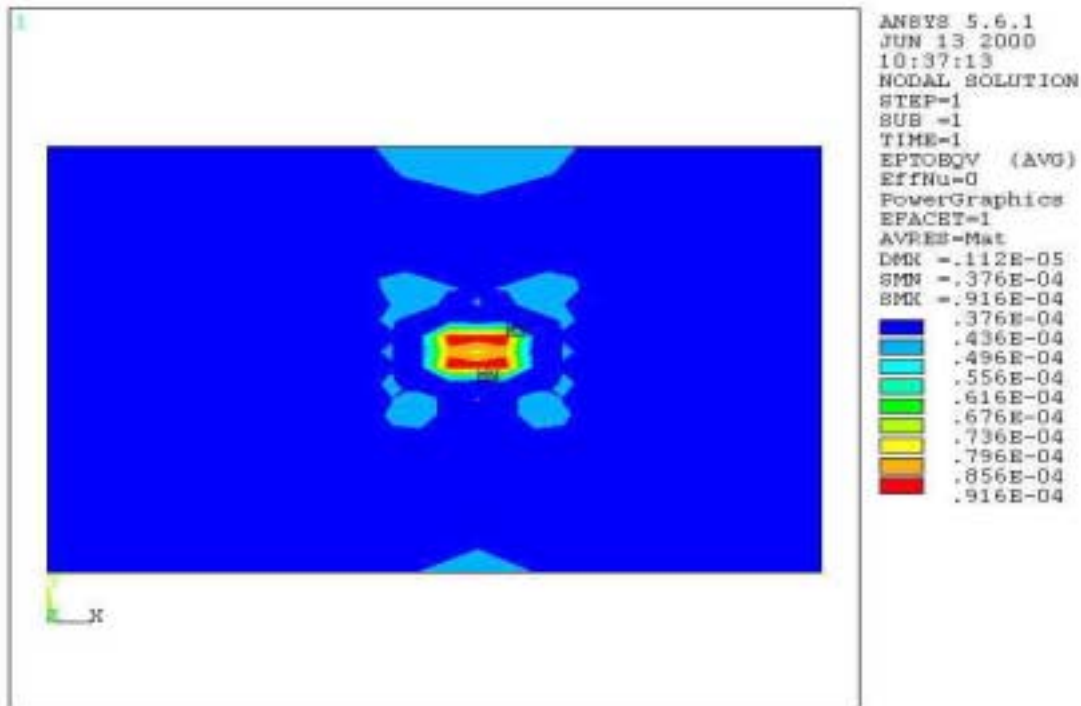 1
ANSYS 5.6.1
JUN 13 2000
10:37:13
NODAL SOLUTION
STEP=1
SUB =1
TIME=1
EPTOEQV (AVG)
EffNu=0
PowerGraphics
EFACET=1
AVRES=Mat
DMX =.112E-05
SMN =.376E-04
SMX =.916E-04
.376E-04
.436E-04
.496E-04
.556E-04
.616E-04
.676E-04
.736E-04
.796E-04
.856E-04
.916E-04
X